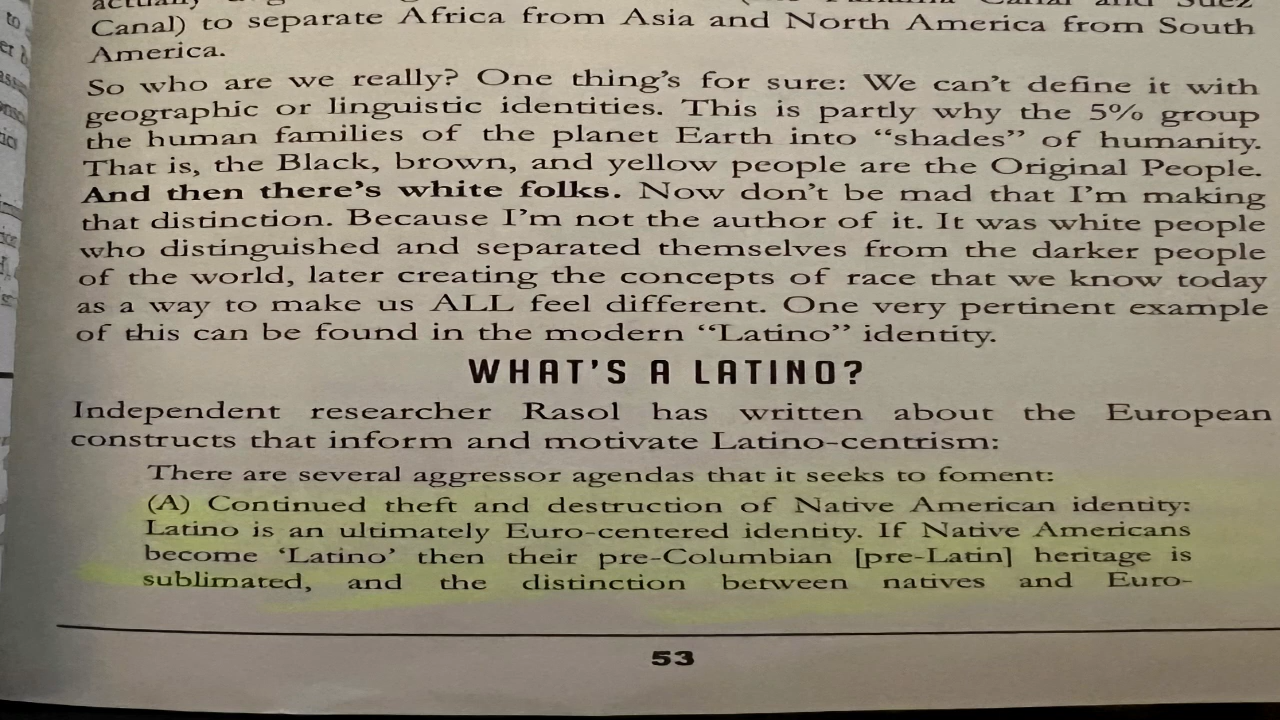 Canal) to separate Africa from Asia and North America from South
America.
So who are we really? One thing's for sure: We can't define it with
geographic or linguistic identities. This is partly why the 5% group
the human families of the planet Earth into “shades” of humanity.
That is, the Black, brown, and yellow people are the Original People.
And then there's white folks. Now don't be mad that I'm making
that distinction. Because I'm not the author of it. It was white people
who distinguished and separated themselves from the darker people
of the world, later creating the concepts of race that we know today
as a way to make us ALL feel different. One very pertinent example
of this can be found in the modern “Latino” identity.
WHAT'S A LATINO?
Independent researcher Rasol has written about the European
constructs that inform and motivate Latino-centrism:
There are several aggressor agendas that it seeks to foment:
(A) Continued theft and destruction of Native American identity:
Latino is an ultimately Euro-centered identity. If Native Americans
become ‘Latino’ then their pre-Columbian [pre-Latin] heritage is
sublimated, and the distinction between natives and Euro-
53